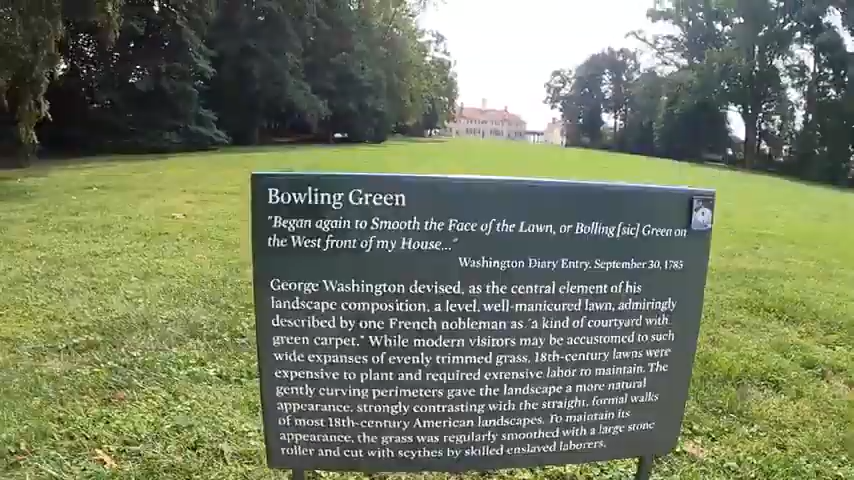 Bowling Green
"Began again to Smooth the Face of the Lawn, or Bolling [sic] Green on
the West front of my House..."
Washington Diary Entry, September 30, 1785
George Washington devised, as the central element of his
landscape composition, a level, well-manicured lawn, admiringly
described by one French nobleman as "a kind of courtyard with
green carpet." While modern visitors may be accustomed to such
wide expanses of evenly trimmed grass, 18th-century lawns were
expensive to plant and required extensive labor to maintain. The
gently curving perimeters gave the landscape a more natural
appearance, strongly contrasting with the straight, formal walks
of most 18th-century American landscapes. To maintain its
appearance, the grass was regularly smoothed with a large stone
roller and cut with scythes by skilled enslaved laborers.